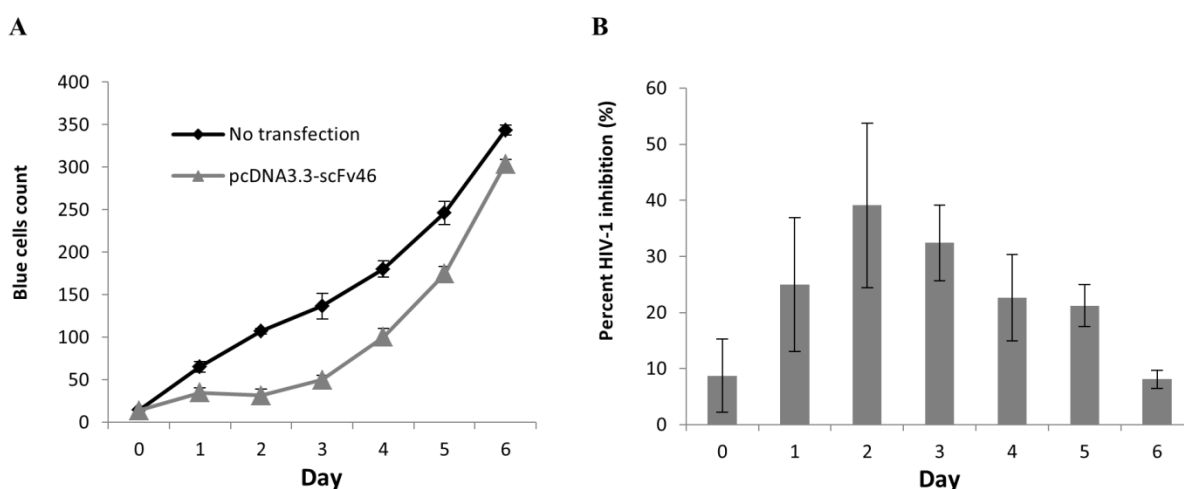 A
Blue cells count
400
350
300
250
200
150
100
50
0
No transfection
pcDNA3.3-scFv46
0 1 2 3 4 5 6
Day
B
Percent HIV-1 inhibition (%)
60
50
40
30
20
10
0
0 1 2 3 4 5 6
Day